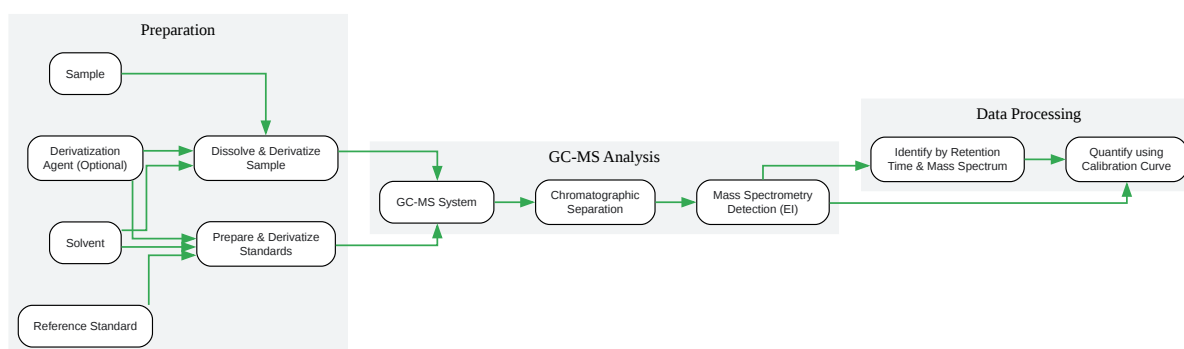 Preparation
Sample
Derivatization
Agent (Optional)
Dissolve & Derivatize
Sample
Solvent
Prepare & Derivatize
Standards
Reference Standard
GC-MS Analysis
GC-MS System
Chromatographic
Separation
Mass Spectrometry
Detection (EI)
Data Processing
Identify by Retention
Time & Mass Spectrum
Quantify using
Calibration Curve